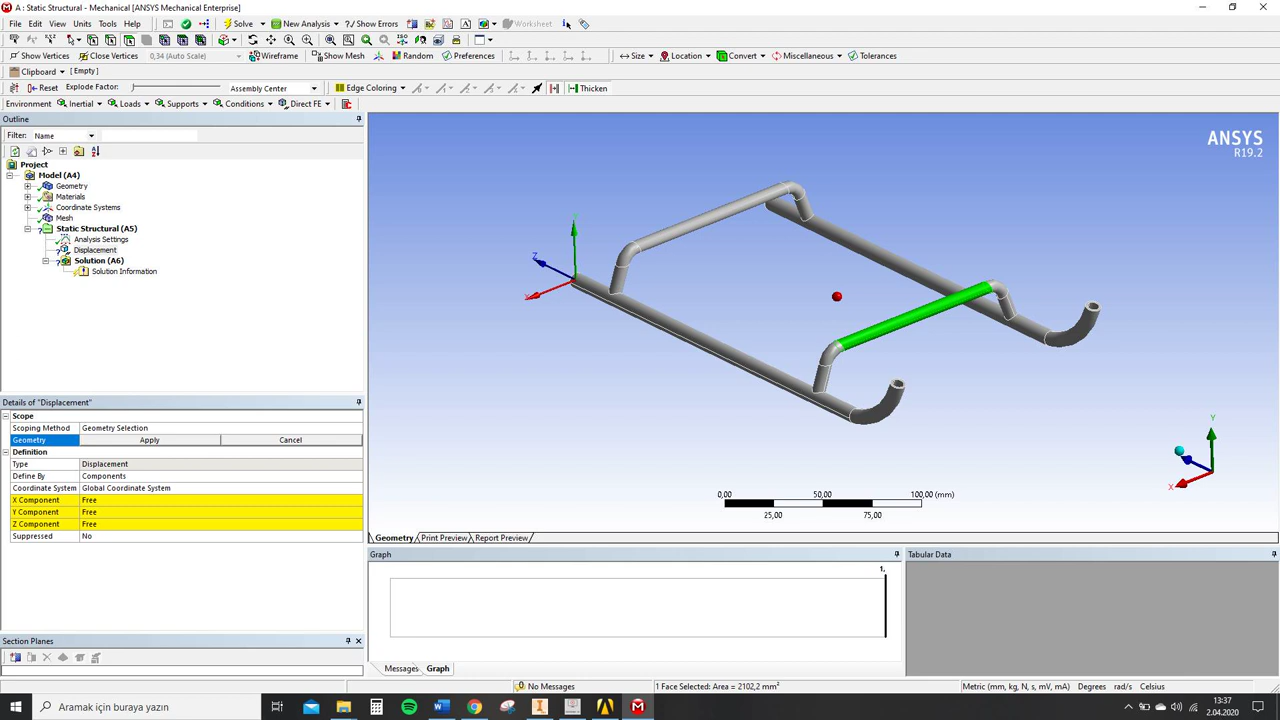 A : Static Structural - Mechanical [ANSYS Mechanical Enterprise]
File Edit View Units Tools Help Solve New Analysis ?/ Show Errors Worksheet
Show Vertices Close Vertices 0,34 (Auto Scale) Wireframe Show Mesh Random Preferences Size Location Convert Miscellaneous Tolerances
Clipboard [ Empty ]
Reset Explode Factor: Assembly Center Edge Coloring Thicken
Environment Inertial Loads Supports Conditions Direct FE
Outline
Filter: Name
Project
Model (A4)
Geometry
Materials
Coordinate Systems
Mesh
Static Structural (A5)
Analysis Settings
Displacement
Solution (A6)
Solution Information
ANSYS
R19.2
Y
Z
X
Y
X
0,00 50,00 100,00 (mm)
25,00 75,00
Details of "Displacement"
Scope
Scoping Method Geometry Selection
Geometry Apply Cancel
Definition
Type Displacement
Define By Components
Coordinate System Global Coordinate System
X Component Free
Y Component Free
Z Component Free
Suppressed No
Geometry Print Preview Report Preview
Graph
1,
Tabular Data
Section Planes
Messages Graph
No Messages 1 Face Selected: Area = 2102,2 mm² Metric (mm, kg, N, s, mV, mA) Degrees rad/s Celsius
Aramak için buraya yazın
13:37
2.04.2020